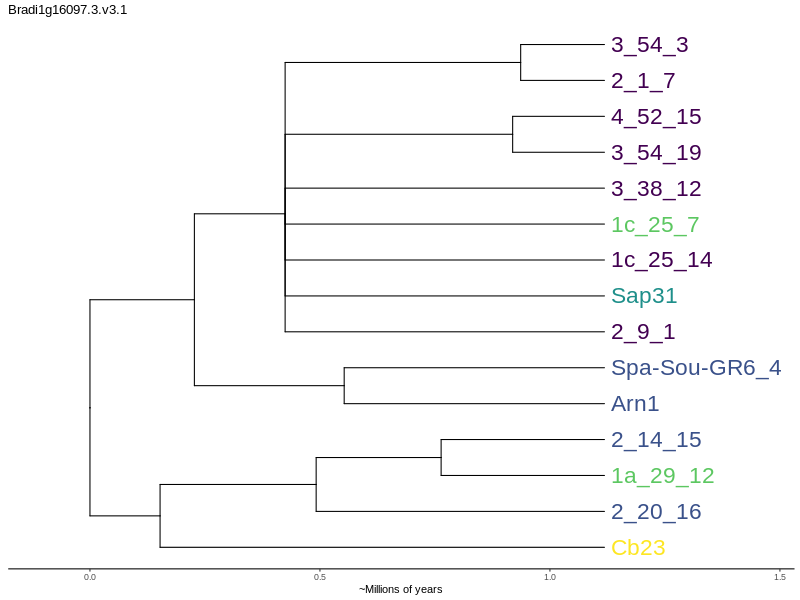 Bradi1g16097.3.v3.1
3_54_3
2_1_7
4_52_15
3_54_19
3_38_12
1c_25_7
1c_25_14
Sap31
2_9_1
Spa-Sou-GR6_4
Arn1
2_14_15
1a_29_12
2_20_16
Cb23
0.0 0.5 1.0 1.5
~Millions of years